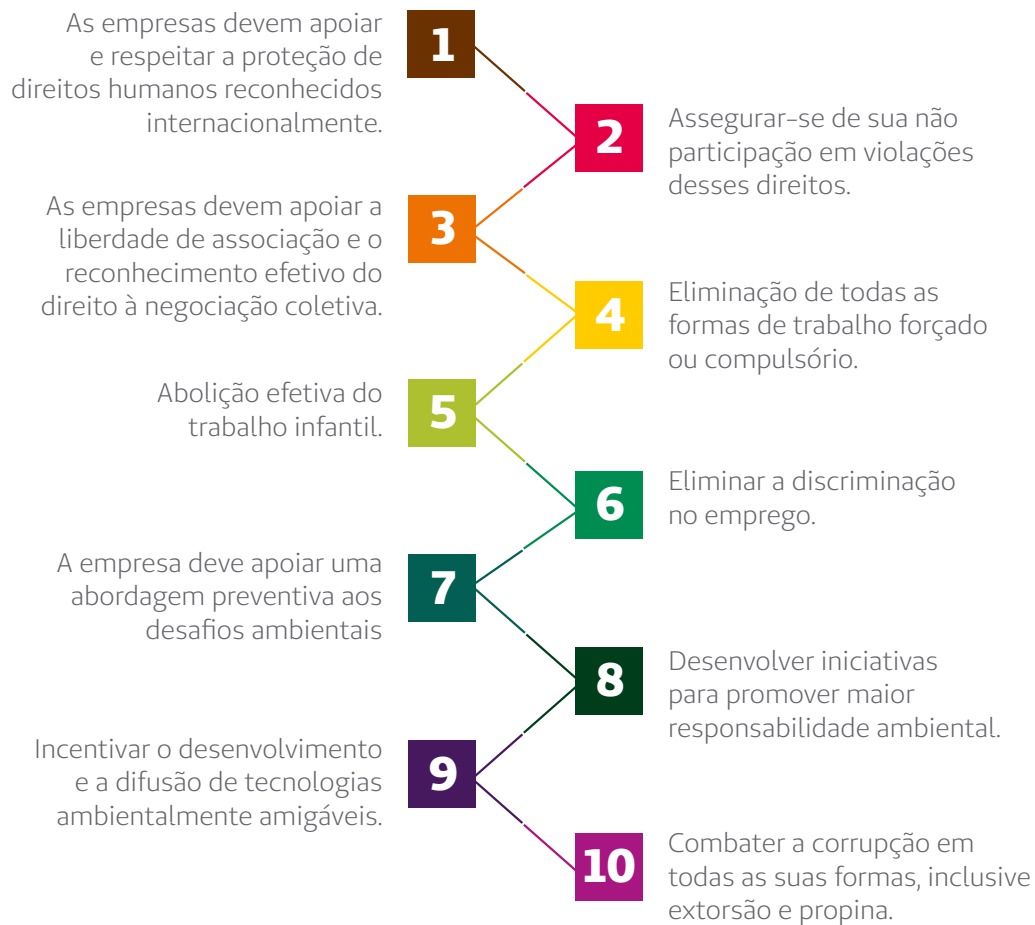 1
As empresas devem apoiar
e respeitar a proteção de
direitos humanos reconhecidos
internacionalmente.
2
Assegurar-se de sua não
participação em violações
desses direitos.
3
As empresas devem apoiar a
liberdade de associação e o
reconhecimento efetivo do
direito à negociação coletiva.
4
Eliminação de todas as
formas de trabalho forçado
ou compulsório.
5
Abolição efetiva do
trabalho infantil.
6
Eliminar a discriminação
no emprego.
7
A empresa deve apoiar uma
abordagem preventiva aos
desafios ambientais
8
Desenvolver iniciativas
para promover maior
responsabilidade ambiental.
9
Incentivar o desenvolvimento
e a difusão de tecnologias
ambientalmente amigáveis.
10
Combater a corrupção em
todas as suas formas, inclusive
extorsão e propina.